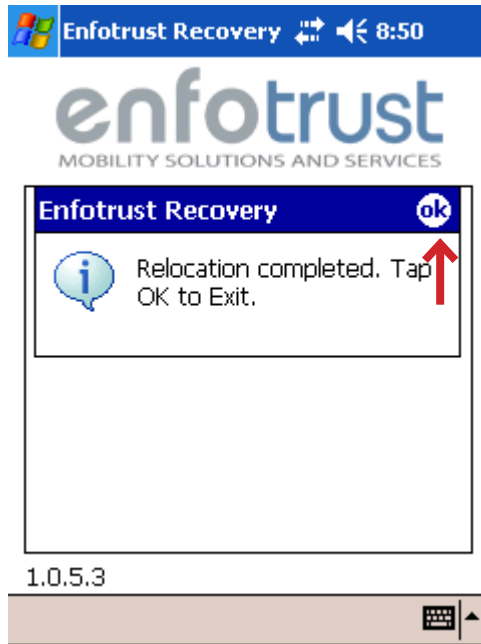 Enfotrust Recovery 8:50
enfotrust
MOBILITY SOLUTIONS AND SERVICES
Enfotrust Recovery ok
Relocation completed. Tap
OK to Exit.
1.0.5.3